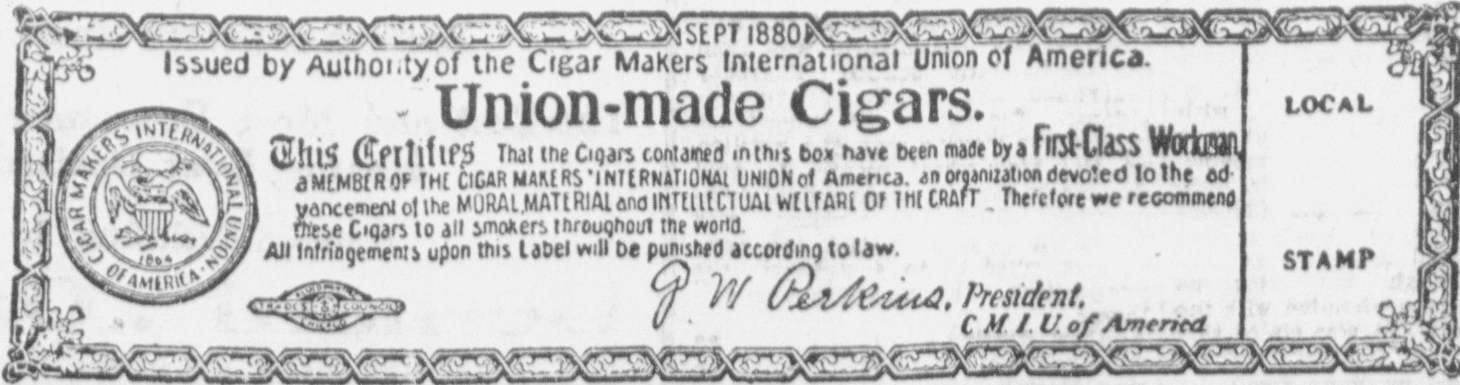 SEPT 1880
Issued by Authority of the Cigar Makers International Union of America.
Union-made Cigars.
This Certifies That the Cigars contained in this box have been made by a First-Class Workman,
a MEMBER OF THE CIGAR MAKERS' INTERNATIONAL UNION of America. an organization devoted to the ad-
vancement of the MORAL, MATERIAL and INTELLECTUAL WELFARE OF THE CRAFT. Therefore we recommend
these Cigars to all smokers throughout the world.
All Infringements upon this Label will be punished according to law.
G W Perkins, President,
C M. I. U. of America
LOCAL
STAMP
CIGAR MAKERS' INTERNATIONAL UNION
OF AMERICA
1864
TRADES COUNCIL